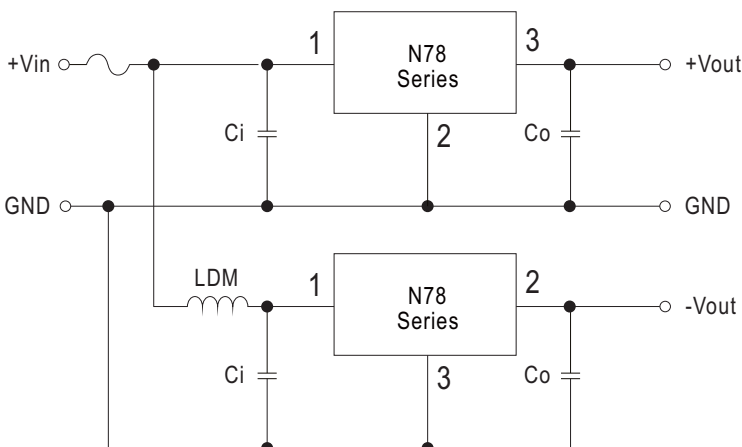 +Vin
1
N78
Series
3
+Vout
Ci
2
Co
GND
GND
LDM
1
N78
Series
2
-Vout
Ci
3
Co